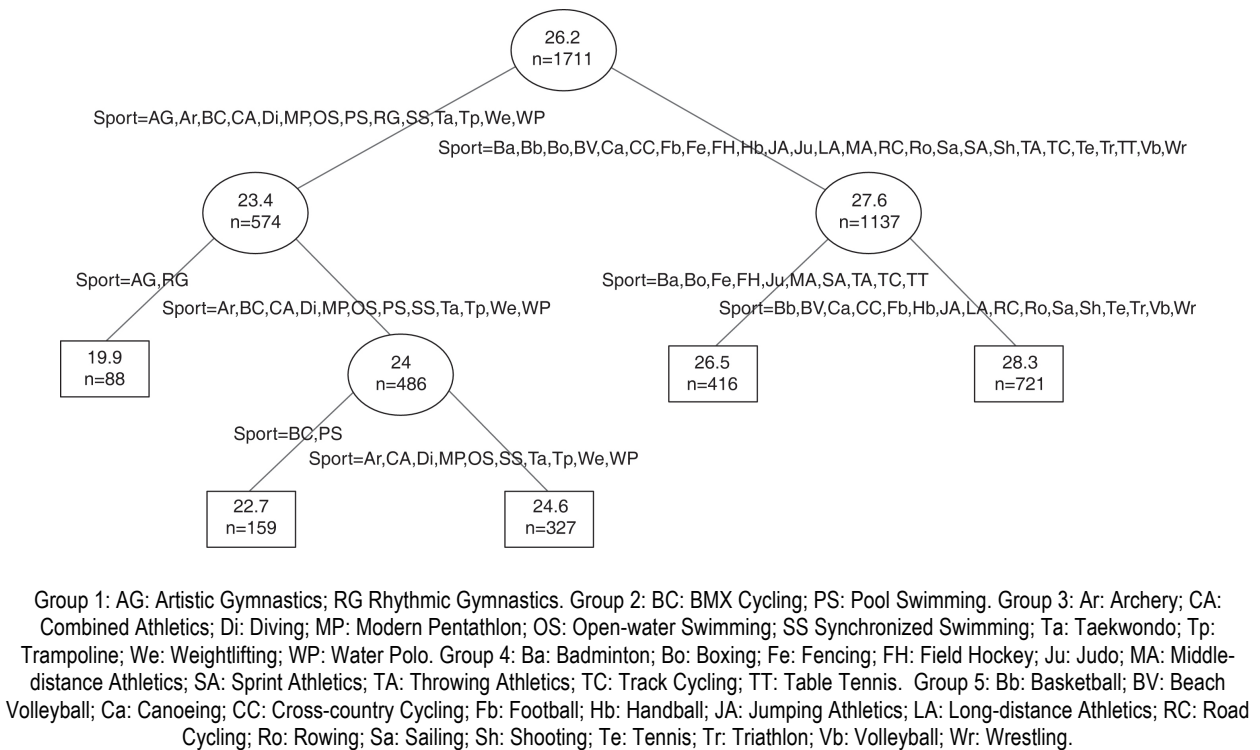 26.2
n=1711
Sport=AG,Ar,BC,CA,Di,MP,OS,PS,RG,SS,Ta,Tp,We,WP
Sport=Ba,Bb,Bo,BV,Ca,CC,Fb,Fe,FH,Hb,JA,Ju,LA,MA,RC,Ro,Sa,SA,Sh,TA,TC,Te,Tr,TT,Vb,Wr
23.4
n=574
27.6
n=1137
Sport=AG,RG
Sport=Ar,BC,CA,Di,MP,OS,PS,SS,Ta,Tp,We,WP
Sport=Ba,Bo,Fe,FH,Ju,MA,SA,TA,TC,TT
Sport=Bb,BV,Ca,CC,Fb,Hb,JA,LA,RC,Ro,Sa,Sh,Te,Tr,Vb,Wr
19.9
n=88
24
n=486
26.5
n=416
28.3
n=721
Sport=BC,PS
Sport=Ar,CA,Di,MP,OS,SS,Ta,Tp,We,WP
22.7
n=159
24.6
n=327
Group 1: AG: Artistic Gymnastics; RG Rhythmic Gymnastics. Group 2: BC: BMX Cycling; PS: Pool Swimming. Group 3: Ar: Archery; CA:
Combined Athletics; Di: Diving; MP: Modern Pentathlon; OS: Open-water Swimming; SS Synchronized Swimming; Ta: Taekwondo; Tp:
Trampoline; We: Weightlifting; WP: Water Polo. Group 4: Ba: Badminton; Bo: Boxing; Fe: Fencing; FH: Field Hockey; Ju: Judo; MA: Middle-
distance Athletics; SA: Sprint Athletics; TA: Throwing Athletics; TC: Track Cycling; TT: Table Tennis. Group 5: Bb: Basketball; BV: Beach
Volleyball; Ca: Canoeing; CC: Cross-country Cycling; Fb: Football; Hb: Handball; JA: Jumping Athletics; LA: Long-distance Athletics; RC: Road
Cycling; Ro: Rowing; Sa: Sailing; Sh: Shooting; Te: Tennis; Tr: Triathlon; Vb: Volleyball; Wr: Wrestling.